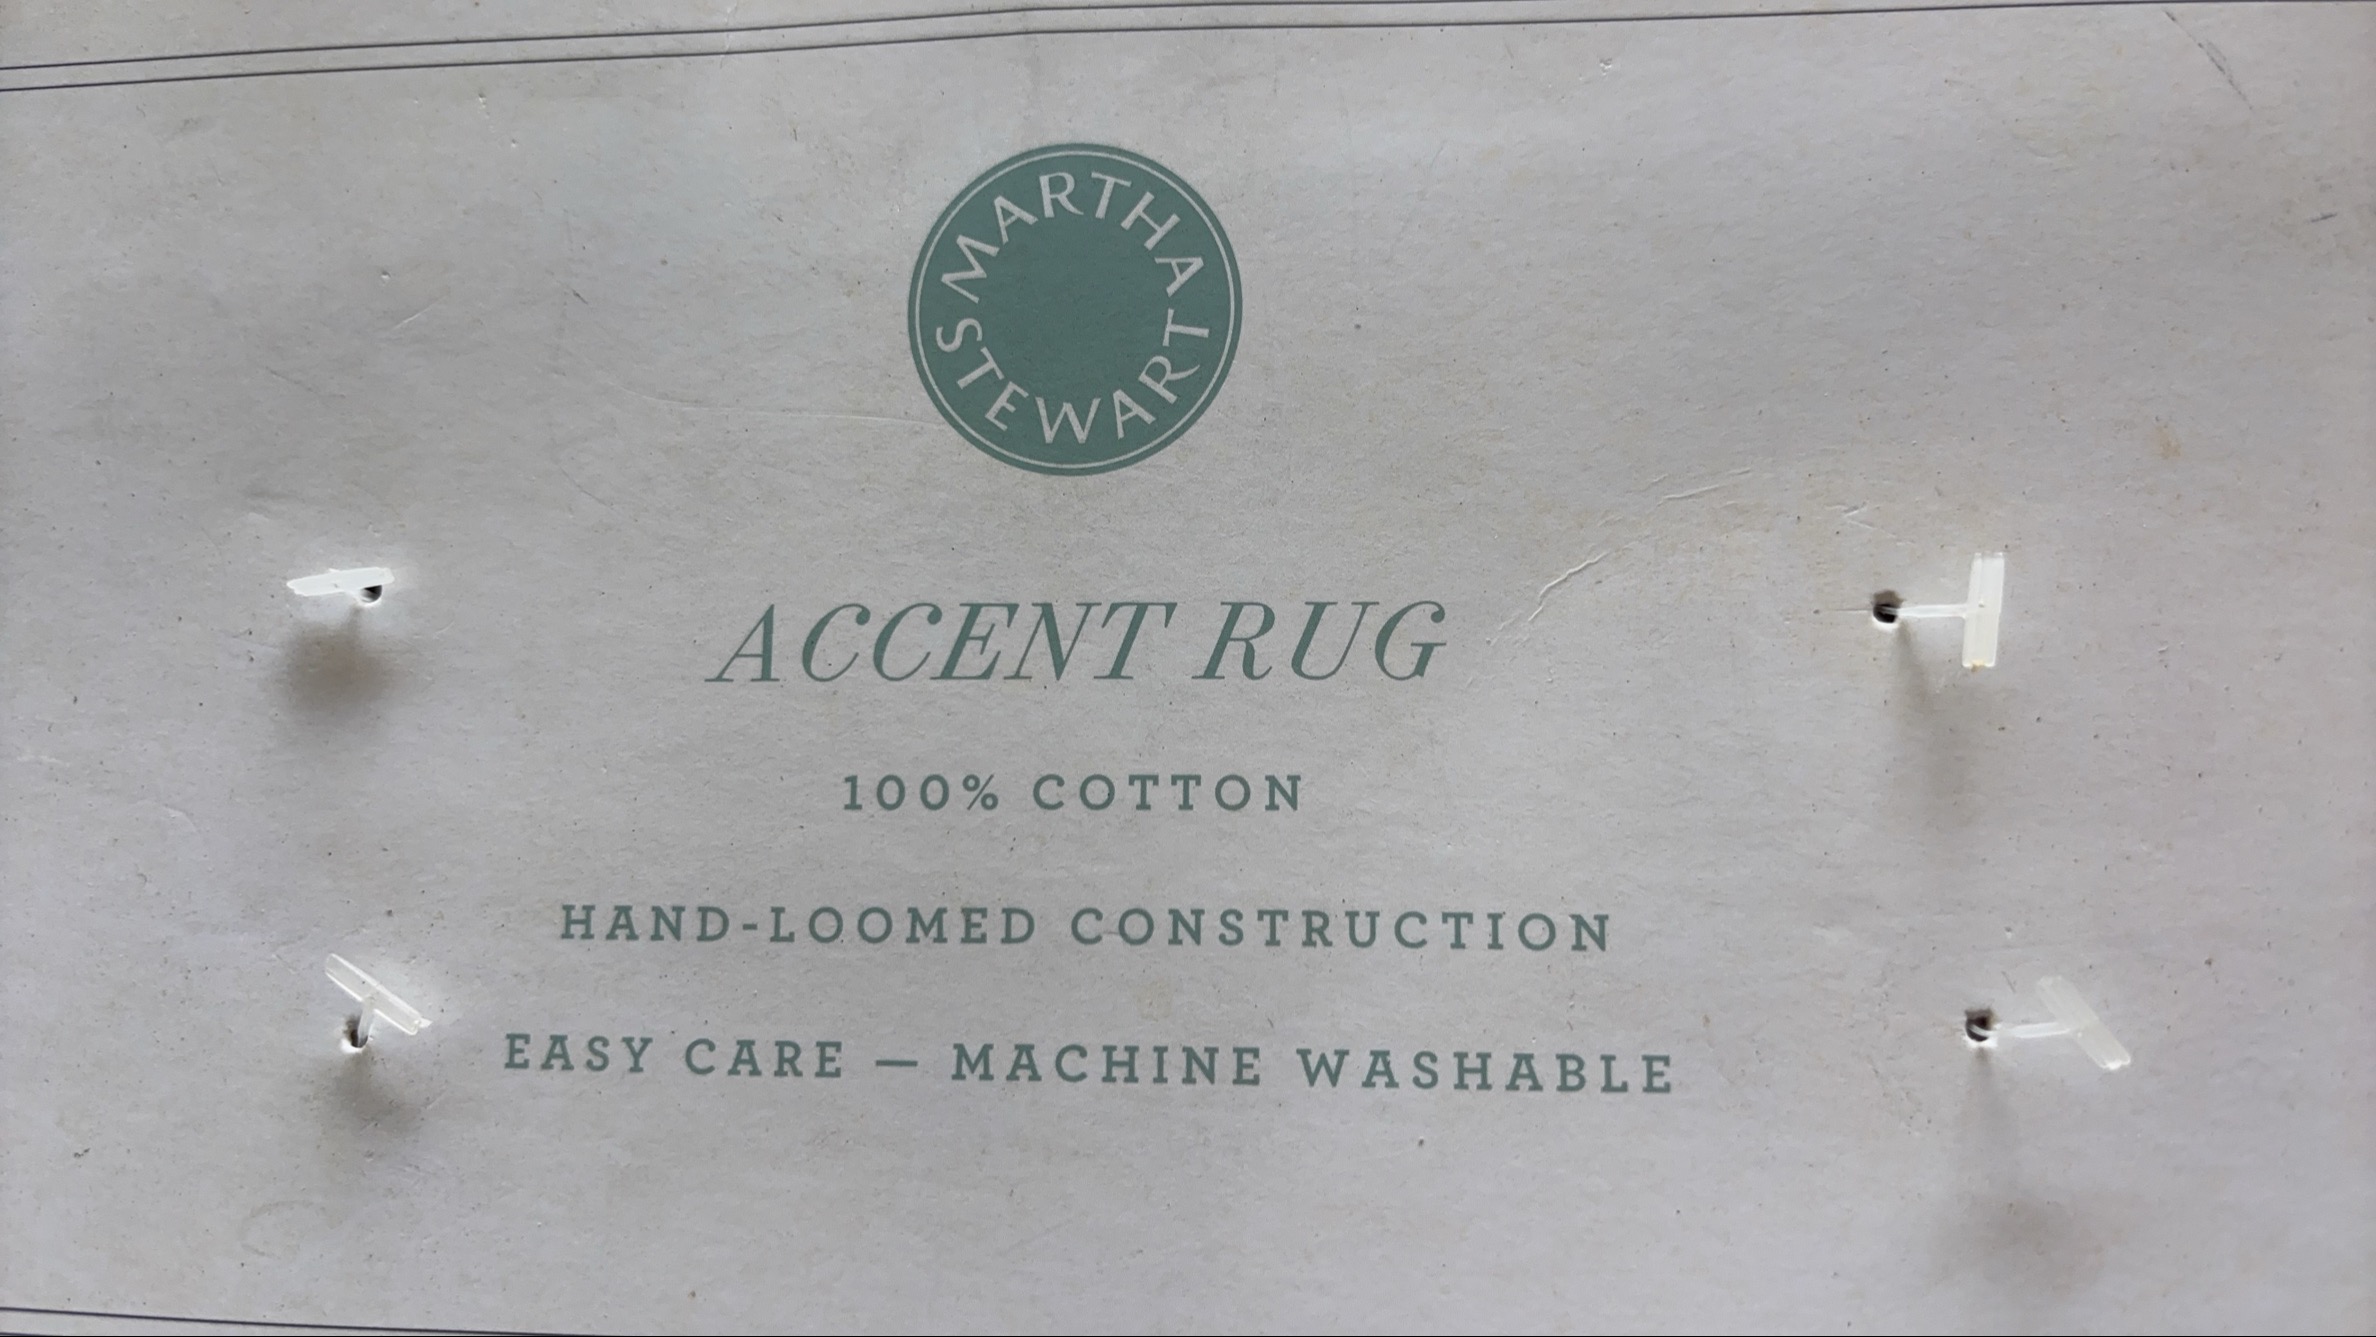 MARTHA
STEWART
ACCENT RUG
100% COTTON
HAND-LOOMED CONSTRUCTION
EASY CARE — MACHINE WASHABLE